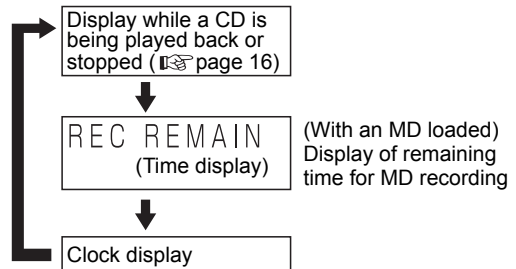 Display while a CD is
being played back or
stopped ( page 16)
REC REMAIN
(Time display)
(With an MD loaded)
Display of remaining
time for MD recording
Clock display